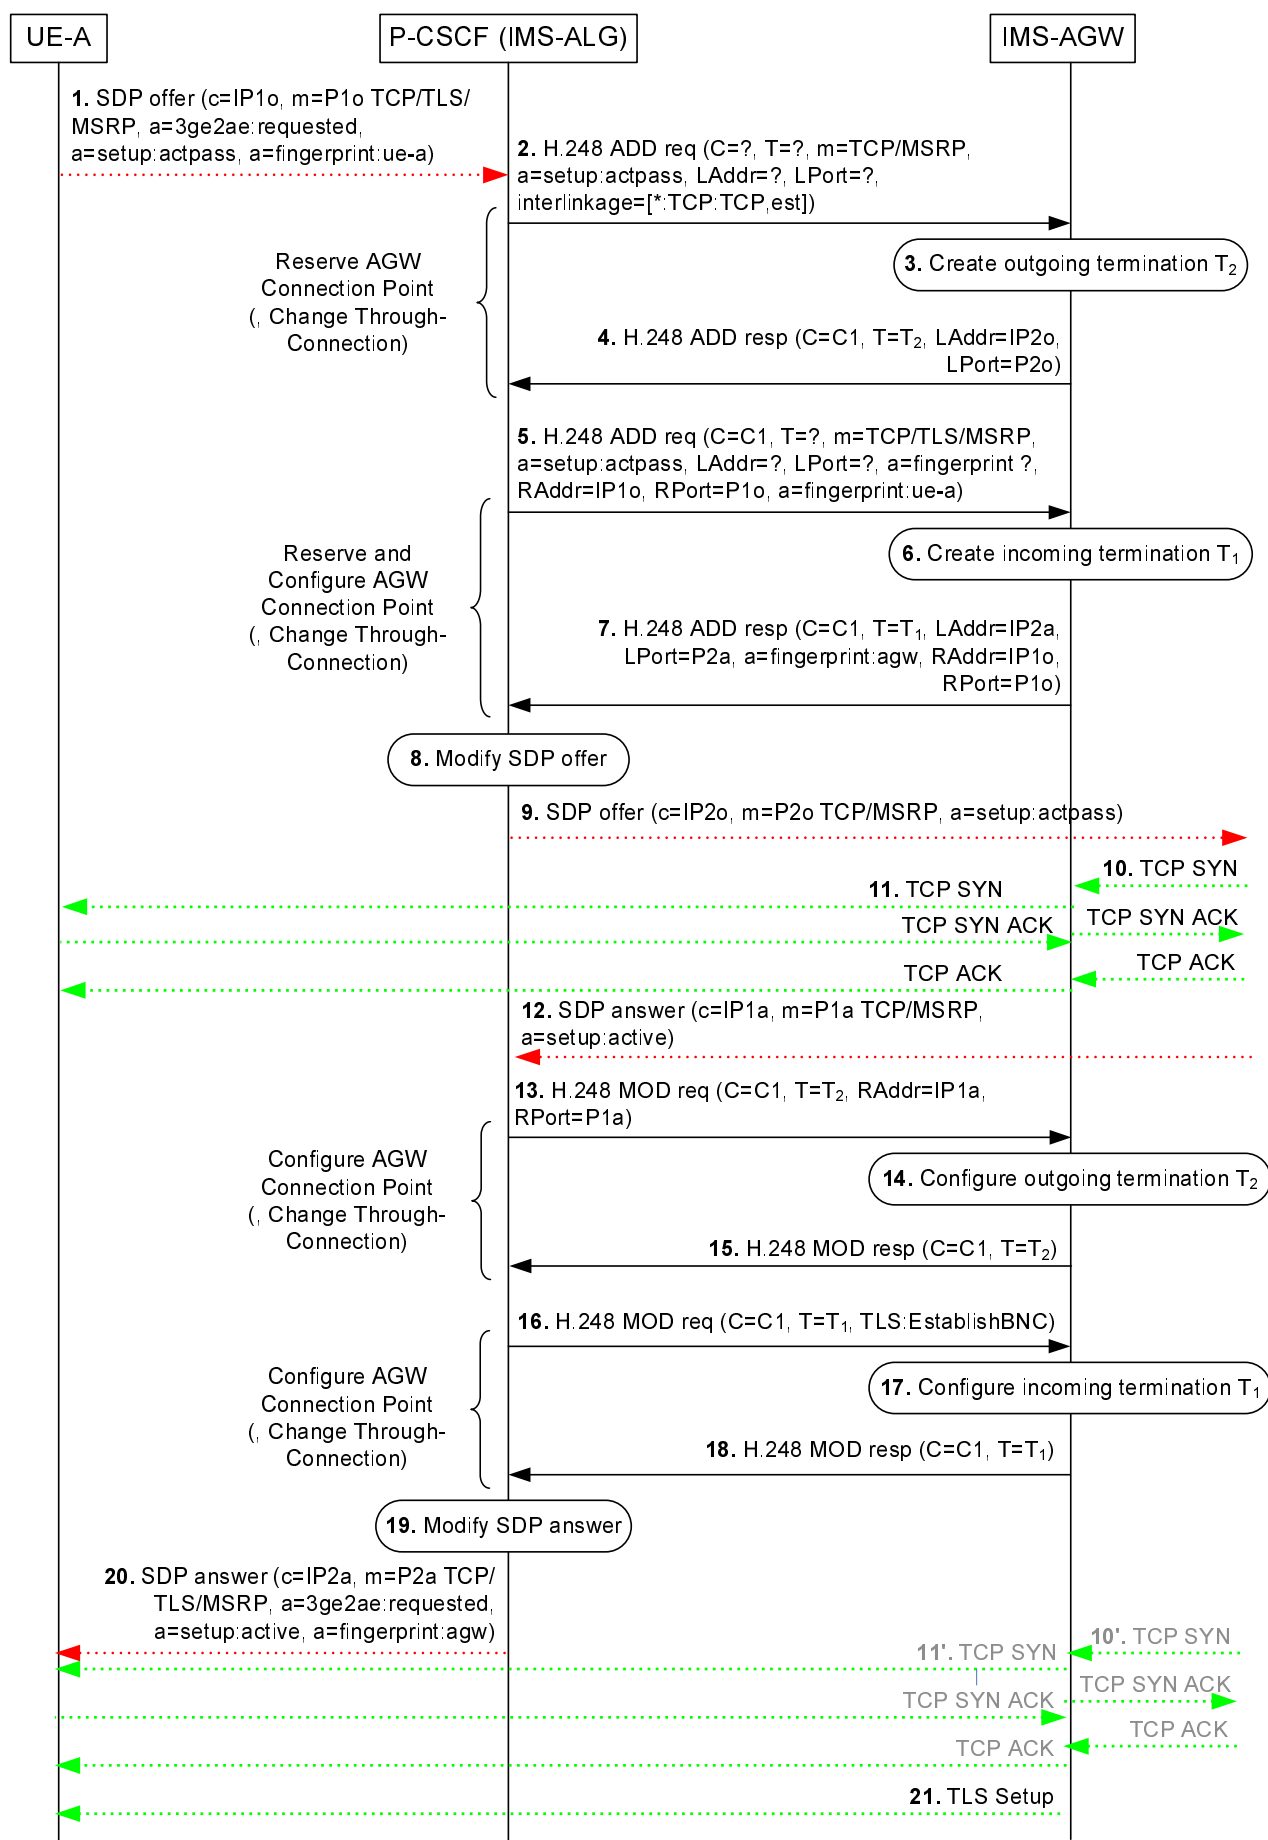 UE-A
P-CSCF (IMS-ALG)
IMS-AGW
1. SDP offer (c=IP1o, m=P1o TCP/TLS/
MSRP, a=3ge2ae:requested,
a=setup:actpass, a=fingerprint:ue-a)
2. H.248 ADD req (C=?, T=?, m=TCP/MSRP,
a=setup:actpass, LAddr=?, LPort=?,
interlinkage=[*:TCP:TCP,est])
Reserve AGW
Connection Point
(, Change Through-
Connection)
3. Create outgoing termination T2
4. H.248 ADD resp (C=C1, T=T2, LAddr=IP2o,
LPort=P2o)
5. H.248 ADD req (C=C1, T=?, m=TCP/TLS/MSRP,
a=setup:actpass, LAddr=?, LPort=?, a=fingerprint ?,
RAddr=IP1o, RPort=P1o, a=fingerprint:ue-a)
Reserve and
Configure AGW
Connection Point
(, Change Through-
Connection)
6. Create incoming termination T1
7. H.248 ADD resp (C=C1, T=T1, LAddr=IP2a,
LPort=P2a, a=fingerprint:agw, RAddr=IP1o,
RPort=P1o)
8. Modify SDP offer
9. SDP offer (c=IP2o, m=P2o TCP/MSRP, a=setup:actpass)
10. TCP SYN
11. TCP SYN
TCP SYN ACK
TCP SYN ACK
TCP ACK
TCP ACK
12. SDP answer (c=IP1a, m=P1a TCP/MSRP,
a=setup:active)
13. H.248 MOD req (C=C1, T=T2, RAddr=IP1a,
RPort=P1a)
Configure AGW
Connection Point
(, Change Through-
Connection)
14. Configure outgoing termination T2
15. H.248 MOD resp (C=C1, T=T2)
16. H.248 MOD req (C=C1, T=T1, TLS:EstablishBNC)
Configure AGW
Connection Point
(, Change Through-
Connection)
17. Configure incoming termination T1
18. H.248 MOD resp (C=C1, T=T1)
19. Modify SDP answer
20. SDP answer (c=IP2a, m=P2a TCP/
TLS/MSRP, a=3ge2ae:requested,
a=setup:active, a=fingerprint:agw)
10'. TCP SYN
11'. TCP SYN
TCP SYN ACK
TCP SYN ACK
TCP ACK
TCP ACK
21. TLS Setup